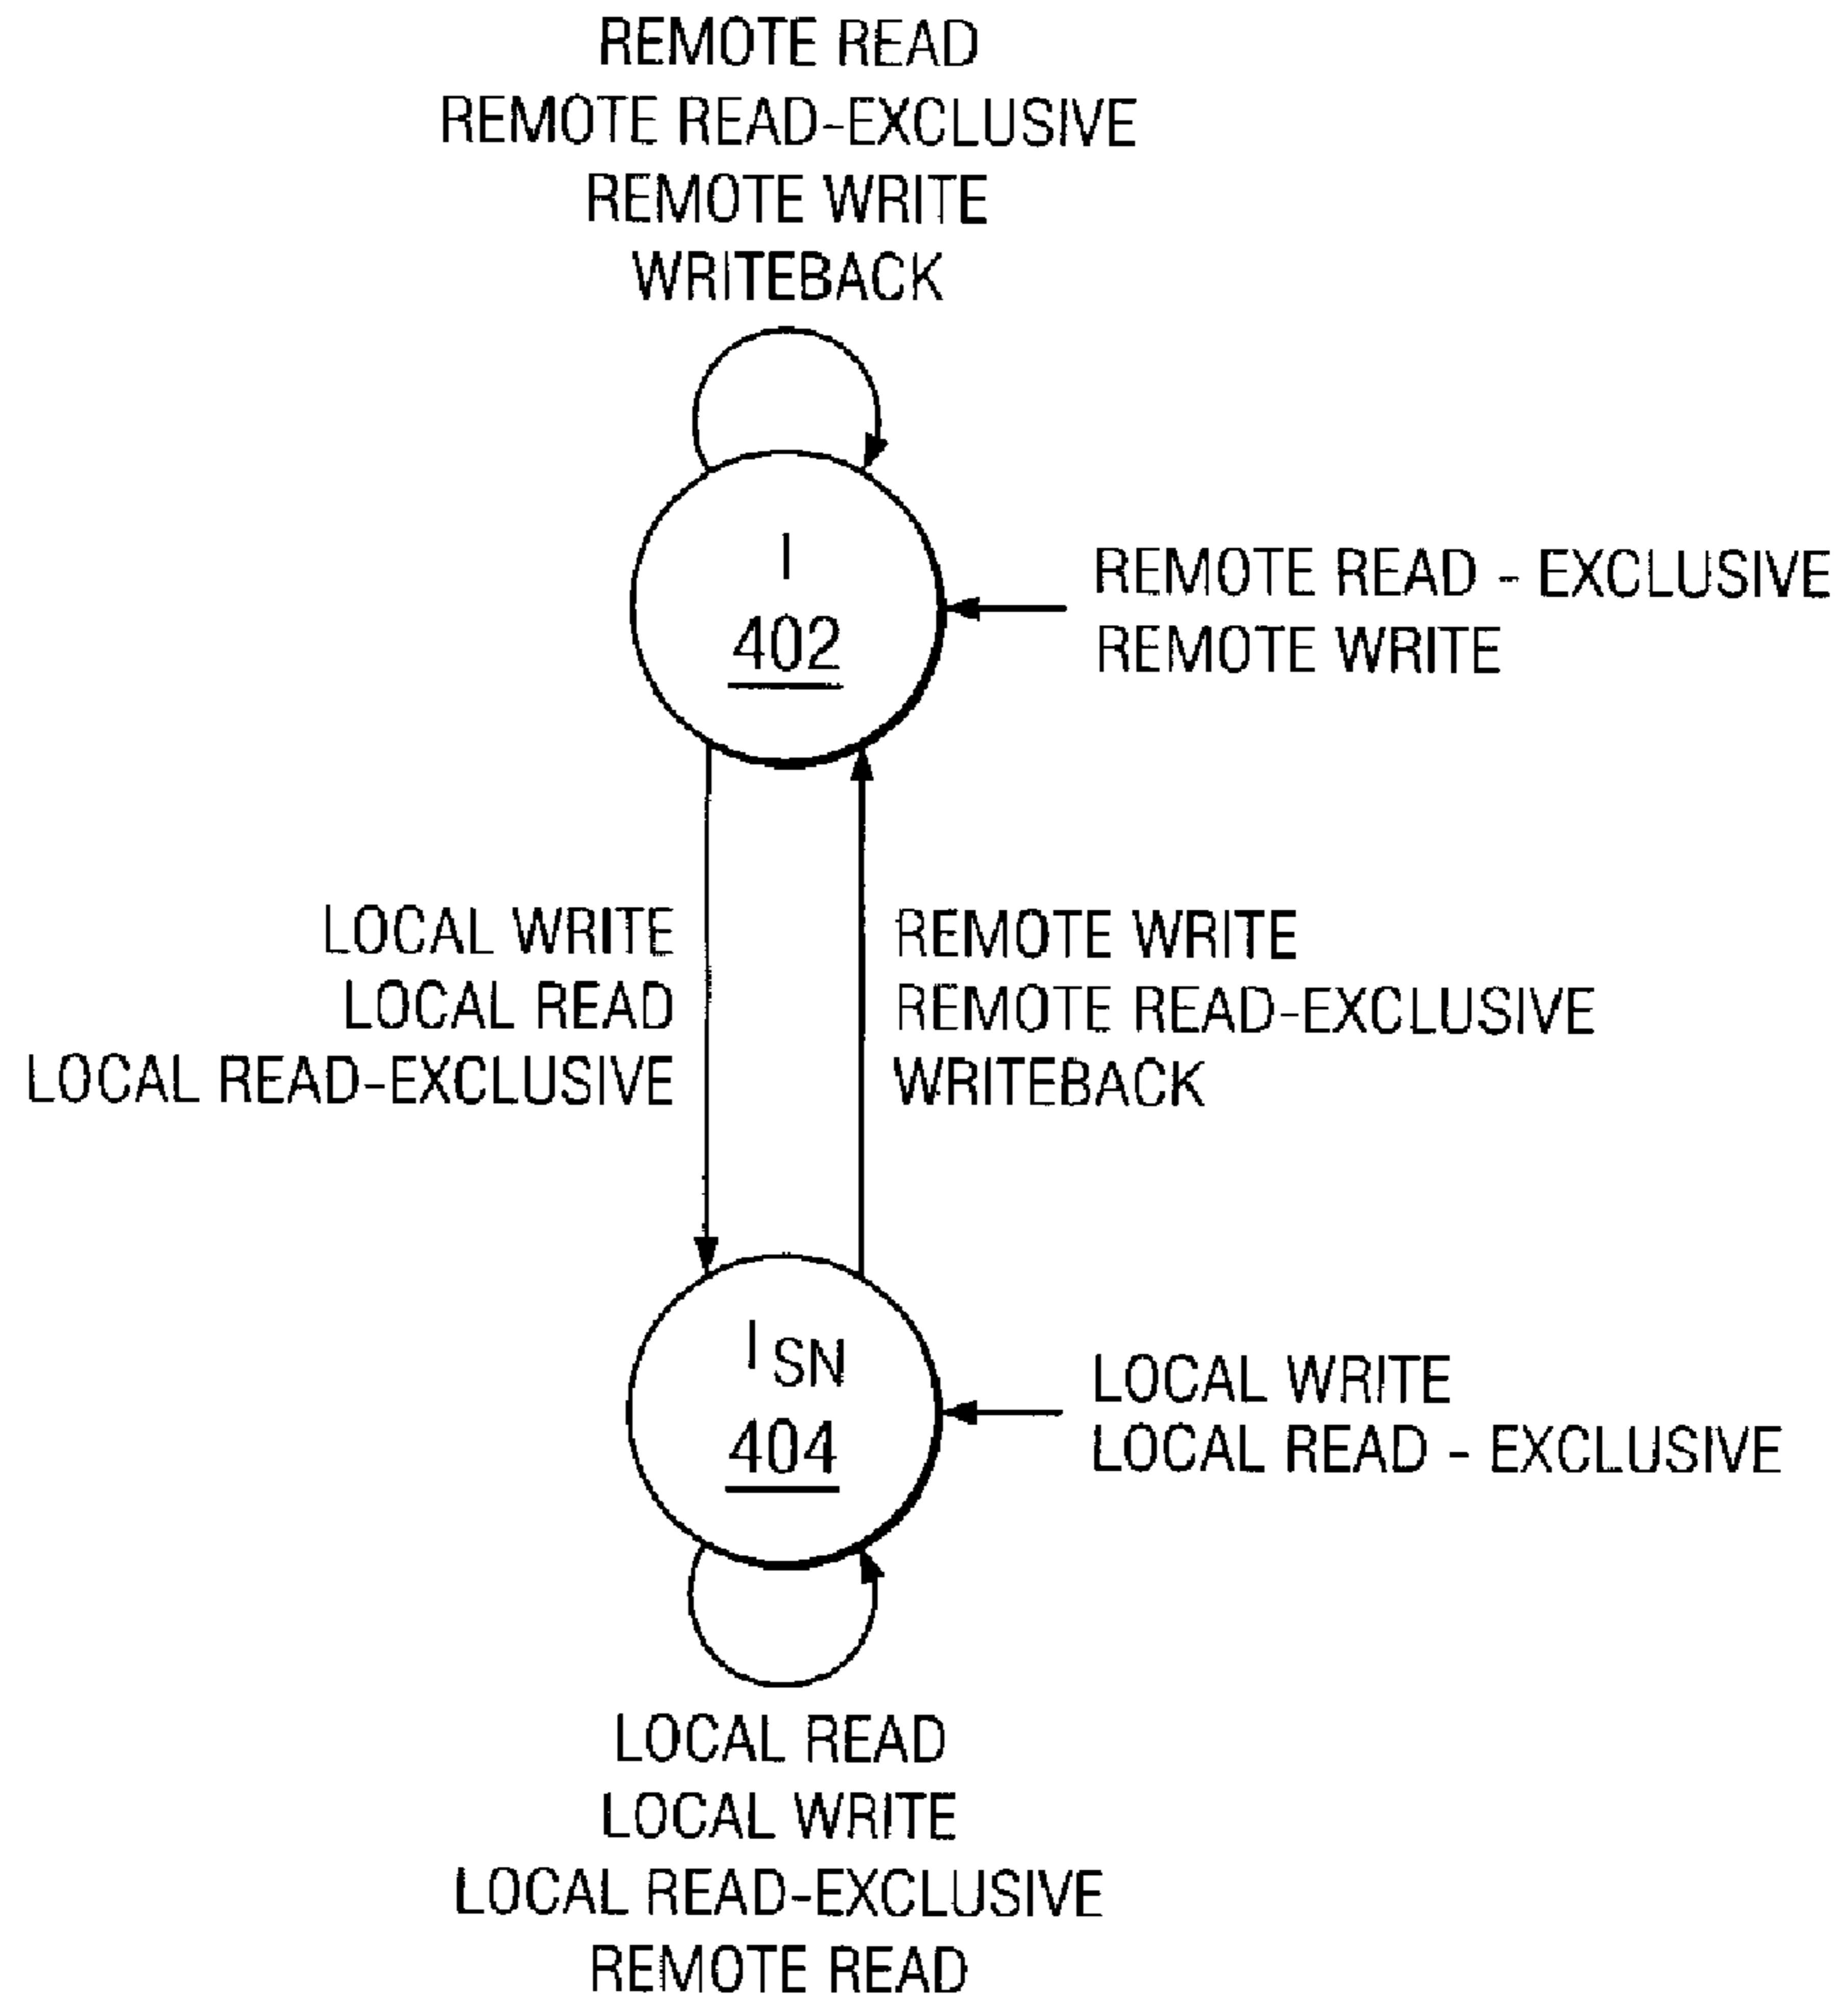 REMOTE READ
REMOTE READ-EXCLUSIVE
REMOTE WRITE
WRITEBACK
I
402
REMOTE READ - EXCLUSIVE
REMOTE WRITE
LOCAL WRITE
LOCAL READ
LOCAL READ-EXCLUSIVE
REMOTE WRITE
REMOTE READ-EXCLUSIVE
WRITEBACK
I SN
404
LOCAL WRITE
LOCAL READ - EXCLUSIVE
LOCAL READ
LOCAL WRITE
LOCAL READ-EXCLUSIVE
REMOTE READ